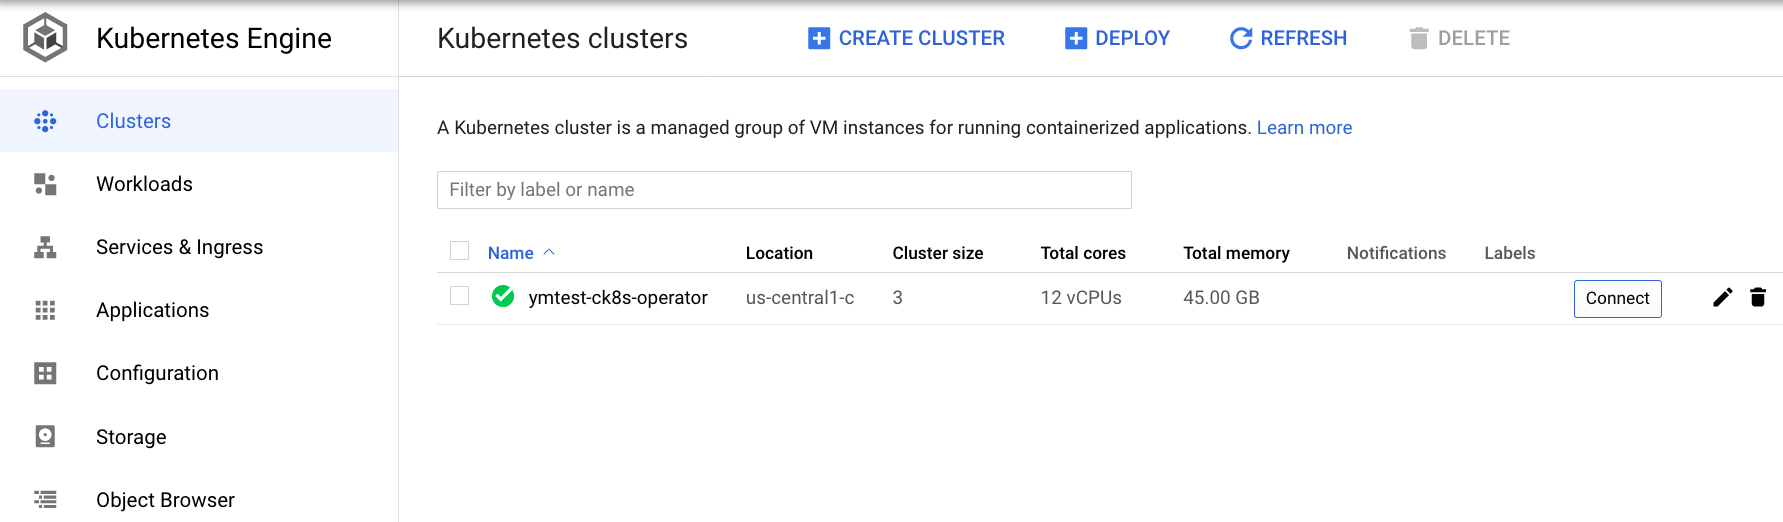 Kubernetes Engine
Kubernetes clusters
CREATE CLUSTER
DEPLOY
REFRESH
DELETE
Clusters
Workloads
Services & Ingress
Applications
Configuration
Storage
Object Browser
A Kubernetes cluster is a managed group of VM instances for running containerized applications. Learn more
Filter by label or name
Name Location Cluster size Total cores Total memory Notifications Labels
ymtest-ck8s-operator us-central1-c 3 12 vCPUs 45.00 GB Connect